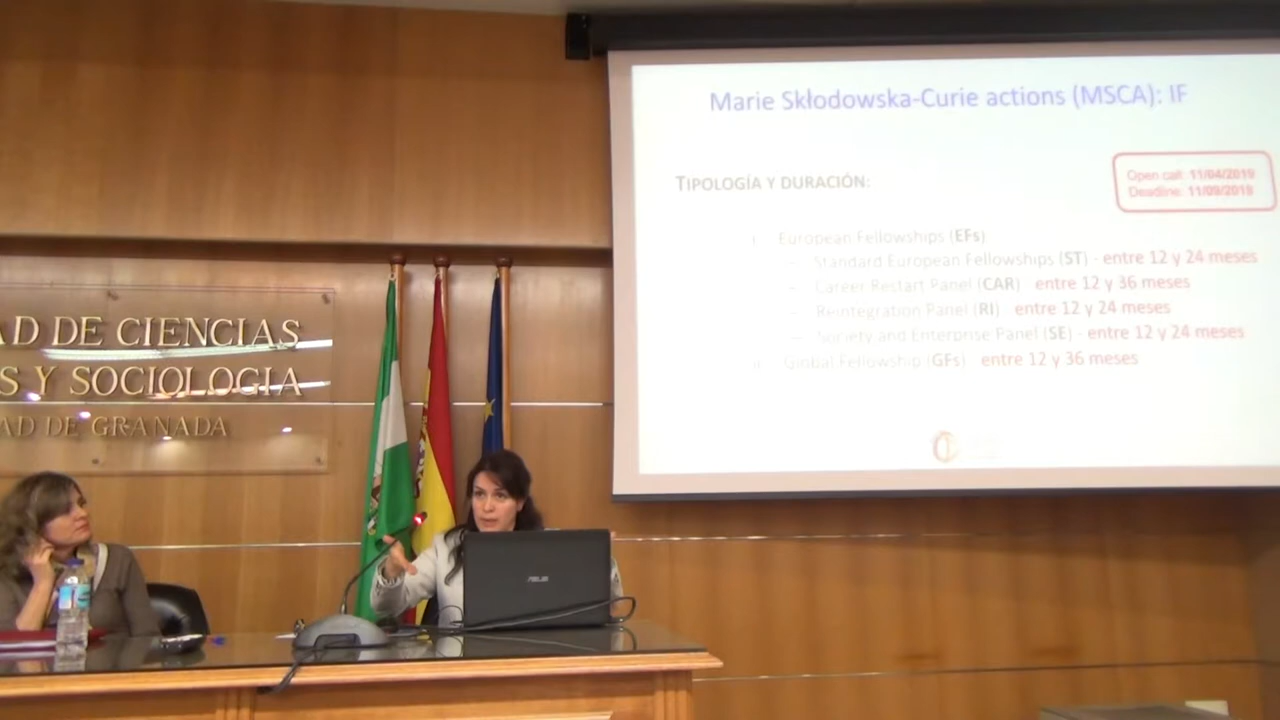 Marie Skłodowska-Curie actions (MSCA): IF
TIPOLOGÍA Y DURACIÓN:
Open call: 11/04/2019
Deadline: 11/09/2019
i. European Fellowships (EFs)
– Standard European Fellowships (ST) - entre 12 y 24 meses
– Career Restart Panel (CAR) entre 12 y 36 meses
– Reintegration Panel (RI) entre 12 y 24 meses
– Society and Enterprise Panel (SE) - entre 12 y 24 meses
ii. Global Fellowship (GFs) entre 12 y 36 meses
AD DE CIENCIAS
S Y SOCIOLOGIA
AD DE GRANADA
ASUS